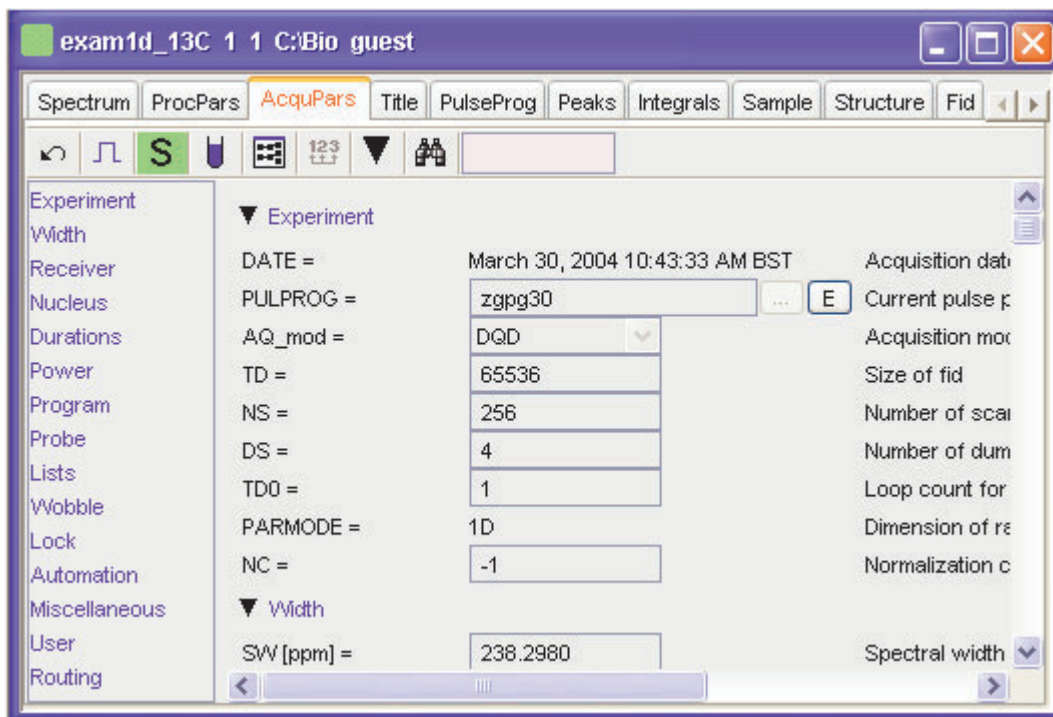 exam1d_13C 1 1 C:\Bio guest
Spectrum ProcPars AcquPars Title PulseProg Peaks Integrals Sample Structure Fid
S 123
Experiment
Width
Receiver
Nucleus
Durations
Power
Program
Probe
Lists
Wobble
Lock
Automation
Miscellaneous
User
Routing
Experiment
DATE = March 30, 2004 10:43:33 AM BST Acquisition date
PULPROG = zgpg30 ... E Current pulse p
AQ_mod = DQD Acquisition mod
TD = 65536 Size of fid
NS = 256 Number of scan
DS = 4 Number of dum
TD0 = 1 Loop count for
PARMODE = 1D Dimension of ra
NC = -1 Normalization c
Width
SW [ppm] = 238.2980 Spectral width